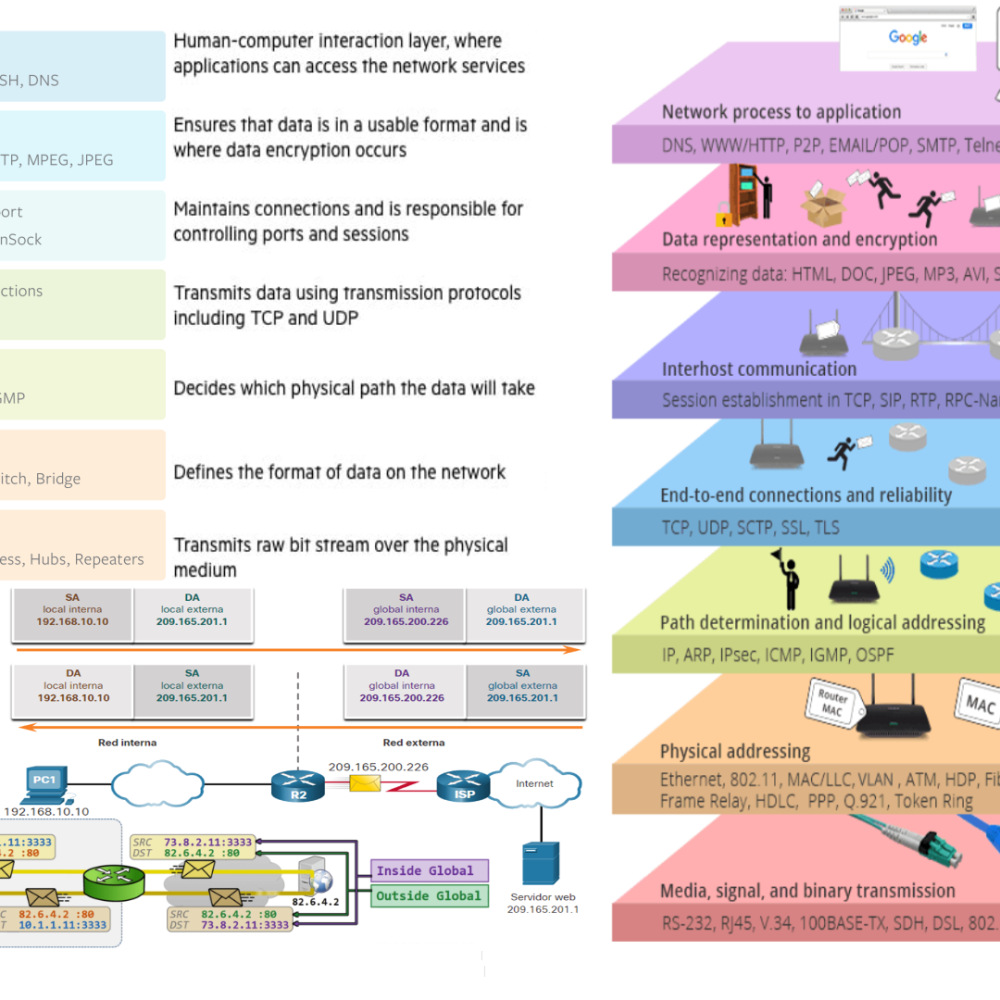 Human-computer interaction layer, where
applications can access the network services
SH, DNS
Ensures that data is in a usable format and is
where data encryption occurs
TP, MPEG, JPEG
Maintains connections and is responsible for
controlling ports and sessions
ort
nSock
Transmits data using transmission protocols
including TCP and UDP
ctions
Decides which physical path the data will take
GMP
Defines the format of data on the network
itch, Bridge
Transmits raw bit stream over the physical
medium
ess, Hubs, Repeaters
SA
local interna
192.168.10.10
DA
local externa
209.165.201.1
SA
global interna
209.165.200.226
DA
global externa
209.165.201.1
DA
local interna
192.168.10.10
SA
local externa
209.165.201.1
DA
global interna
209.165.200.226
SA
global externa
209.165.201.1
Red interna
Red externa
PC1
192.168.10.10
R2
209.165.200.226
ISP
Internet
Servidor web
209.165.201.1
.11:3333
.2 :80
SRC 73.8.2.11:3333
DST 82.6.4.2 :80
82.6.4.2
Inside Global
Outside Global
C 82.6.4.2 :80
ST 10.1.1.11:3333
SRC 82.6.4.2 :80
DST 73.8.2.11:3333
Google
Network process to application
DNS, WWW/HTTP, P2P, EMAIL/POP, SMTP, Telne
Data representation and encryption
Recognizing data: HTML, DOC, JPEG, MP3, AVI, S
Interhost communication
Session establishment in TCP, SIP, RTP, RPC-Na
End-to-end connections and reliability
TCP, UDP, SCTP, SSL, TLS
Path determination and logical addressing
IP, ARP, IPsec, ICMP, IGMP, OSPF
Router
MAC
MAC
Physical addressing
Ethernet, 802.11, MAC/LLC, VLAN , ATM, HDP, Fib
Frame Relay, HDLC, PPP, Q.921, Token Ring
Media, signal, and binary transmission
RS-232, RJ45, V.34, 100BASE-TX, SDH, DSL, 802.